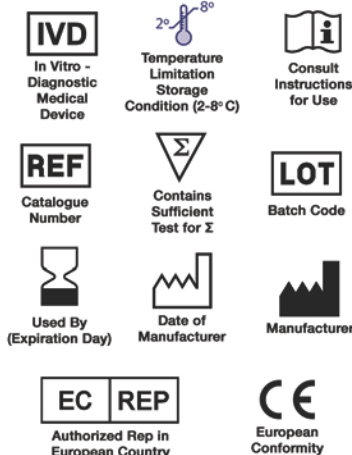 IVD
In Vitro -
Diagnostic
Medical
Device
2° 8°
Temperature
Limitation
Storage
Condition (2-8°C)
i
Consult
Instructions
for Use
REF
Catalogue
Number
Σ
Contains
Sufficient
Test for Σ
LOT
Batch Code
Used By
(Expiration Day)
Date of
Manufacturer
Manufacturer
EC REP
Authorized Rep in
European Country
CE
European
Conformity